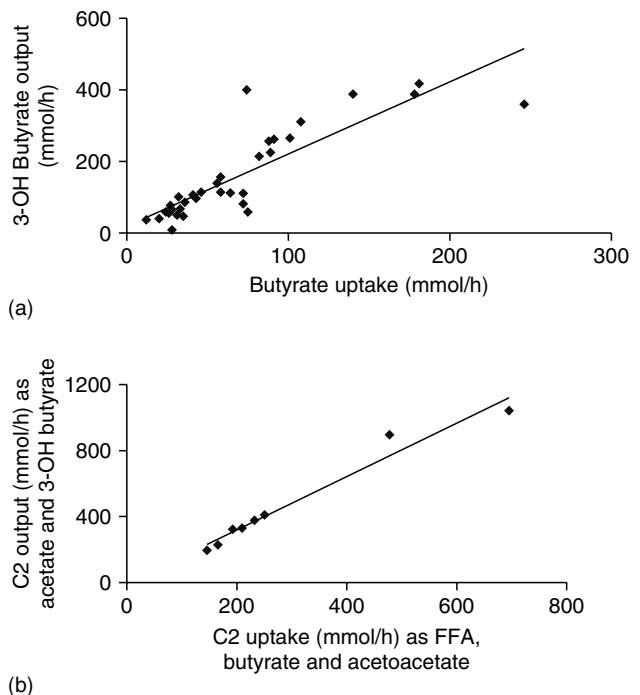 600
400
200
0
3-OH Butyrate output
(mmol/h)
0
100
200
300
Butyrate uptake (mmol/h)
(a)
1200
800
400
0
C2 output (mmol/h) as
acetate and 3-OH butyrate
0
200
400
600
800
C2 uptake (mmol/h) as FFA,
butyrate and acetoacetate
(b)